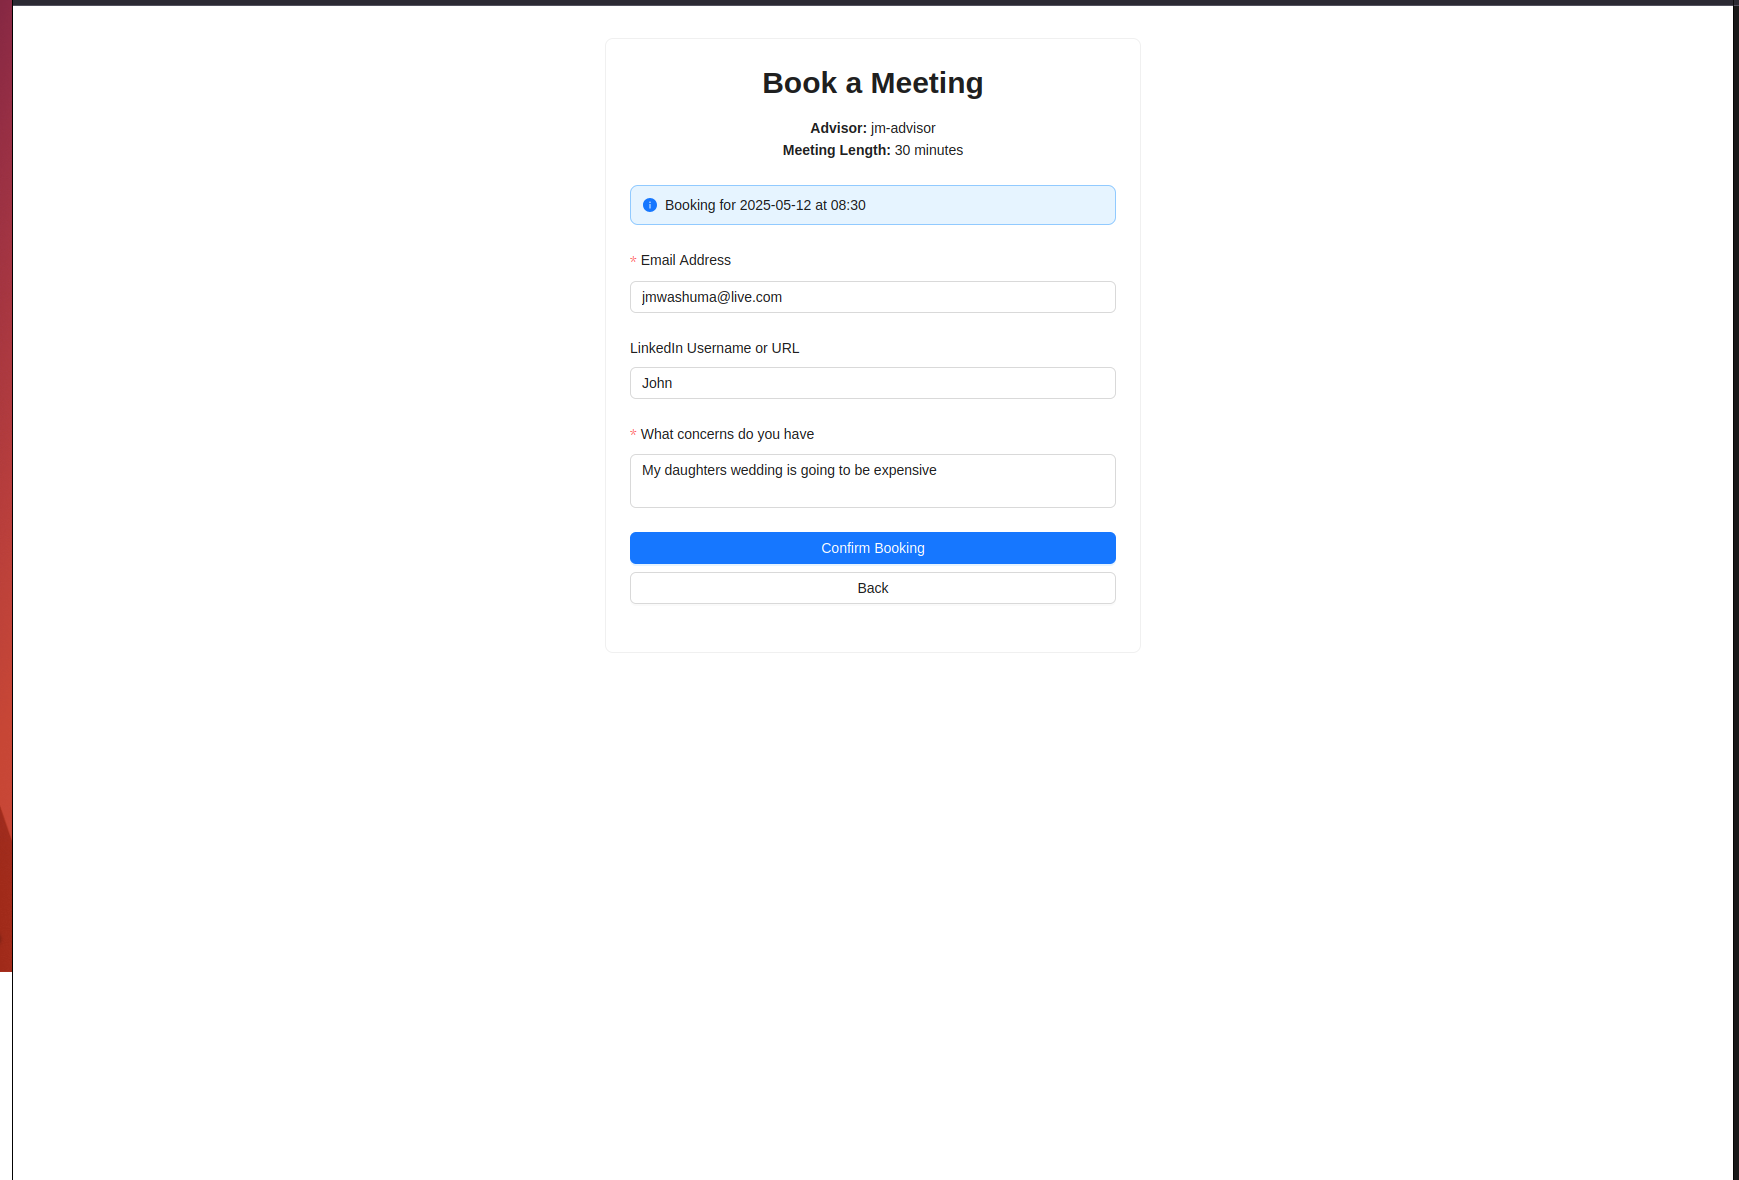 Book a Meeting
Advisor: jm-advisor
Meeting Length: 30 minutes
Booking for 2025-05-12 at 08:30
* Email Address
jmwashuma@live.com
LinkedIn Username or URL
John
* What concerns do you have
My daughters wedding is going to be expensive
Confirm Booking
Back